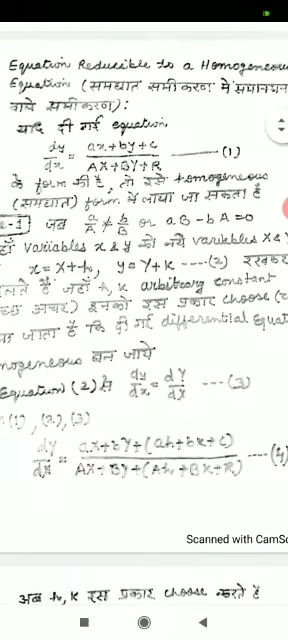 Equation Reducible to a Homogeneous
Equation (समघात समीकरण में समानयन
वाये समीकरण):
यदि दी गई equation
dy/dx = ax+by+c / Ax+By+R ——— (1)
के form की है, तो इसे homogeneous
(समघात) form में लाया जा सकता है
e-1 जब a/A ≠ b/B or aB-bA=0
हाँ variables x & y को नये variables X &
x = X+h, y = Y+k ----(2) रखकर
हैं जहाँ h, k arbitrary constant
अचर) इनको इस प्रकार choose
जाता है कि दी गई differential Equat
mogeneous बन जाये
Equation (2) से dy/dx = dY/dX --- (3)
(1), (2), (3)
dY/dX = aX+bY+(ah+bk+c) / AX+BY+(Ah+Bk+R) ---- (4)
Scanned with CamSc
अब h, k इस प्रकार choose करते हैं